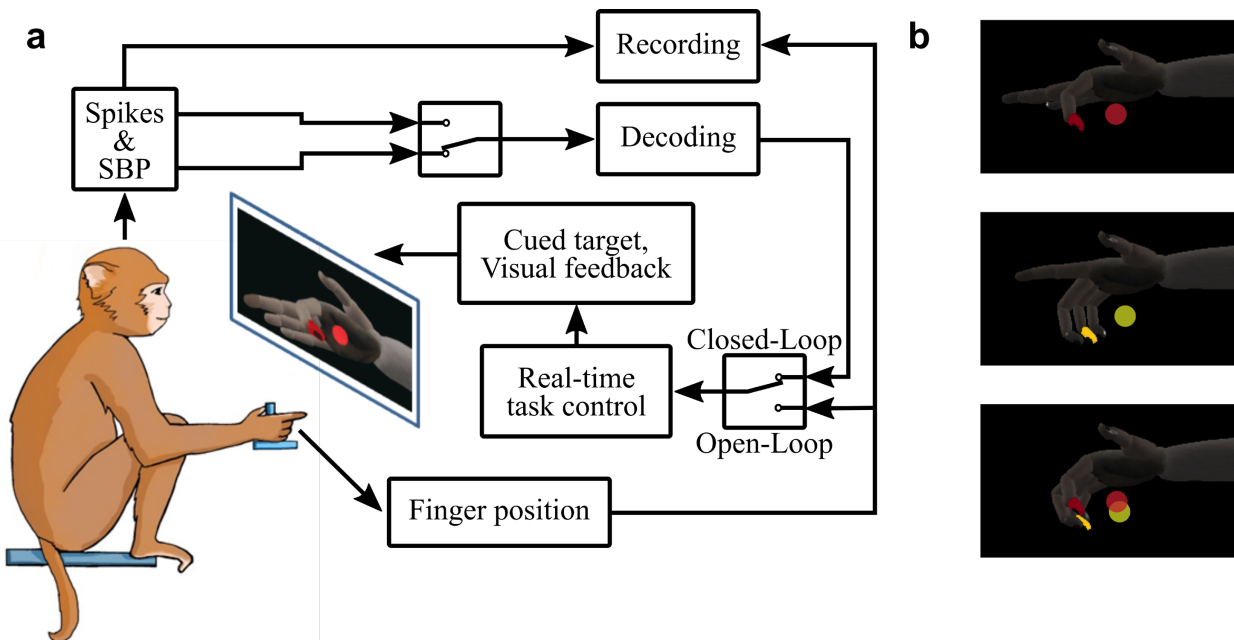 a
b
Recording
Spikes
&
SBP
Decoding
Cued target,
Visual feedback
Closed-Loop
Real-time
task control
Open-Loop
Finger position